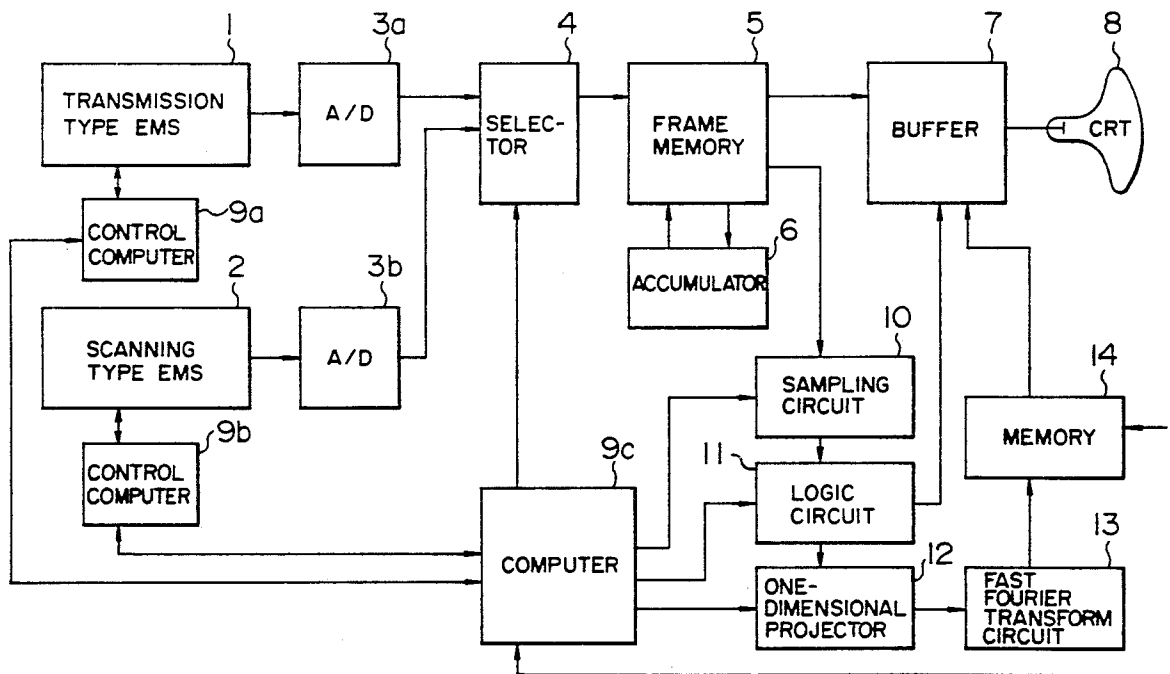 1
3a
4
5
7
8
TRANSMISSION
TYPE EMS
A/D
SELEC-
TOR
FRAME
MEMORY
BUFFER
CRT
9a
CONTROL
COMPUTER
6
ACCUMULATOR
2
3b
SCANNING
TYPE EMS
A/D
10
SAMPLING
CIRCUIT
14
MEMORY
9b
CONTROL
COMPUTER
9c
COMPUTER
11
LOGIC
CIRCUIT
12
ONE-
DIMENSIONAL
PROJECTOR
13
FAST
FOURIER
TRANSFORM
CIRCUIT